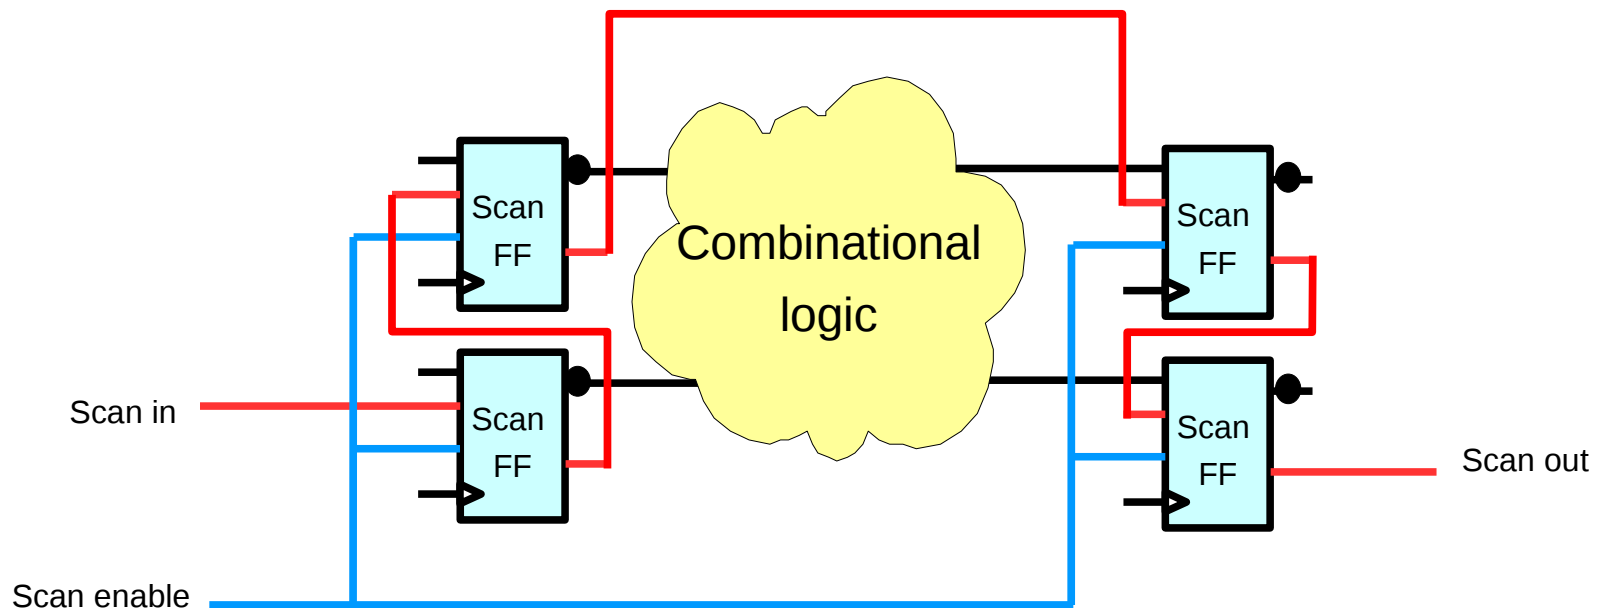 Scan
FF
Combinational
logic
Scan
FF
Scan in
Scan
FF
Scan
FF
Scan out
Scan enable